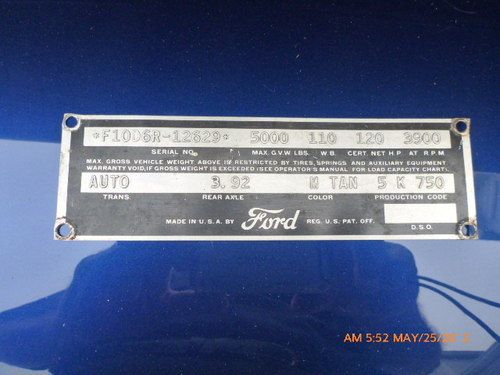 *F10D6R-12629* 5000 110 120 3900
SERIAL NO. MAX. G.V.W LBS. W B. CERT. NET H.P AT R.P.M.
MAX. GROSS VEHICLE WEIGHT ABOVE IS RESTRICTED BY TIRES, SPRINGS AND AUXILIARY EQUIPMENT
WARRANTY VOID, IF GROSS WEIGHT IS EXCEEDED (SEE OPERATOR'S MANUAL FOR LOAD CAPACITY CHART).
AUTO 3.92 M TAN 5 K 750
TRANS. REAR AXLE COLOR PRODUCTION CODE
MADE IN U.S.A. BY Ford REG. U.S. PAT. OFF.
D.S.O.
AM 5:52 MAY/25/